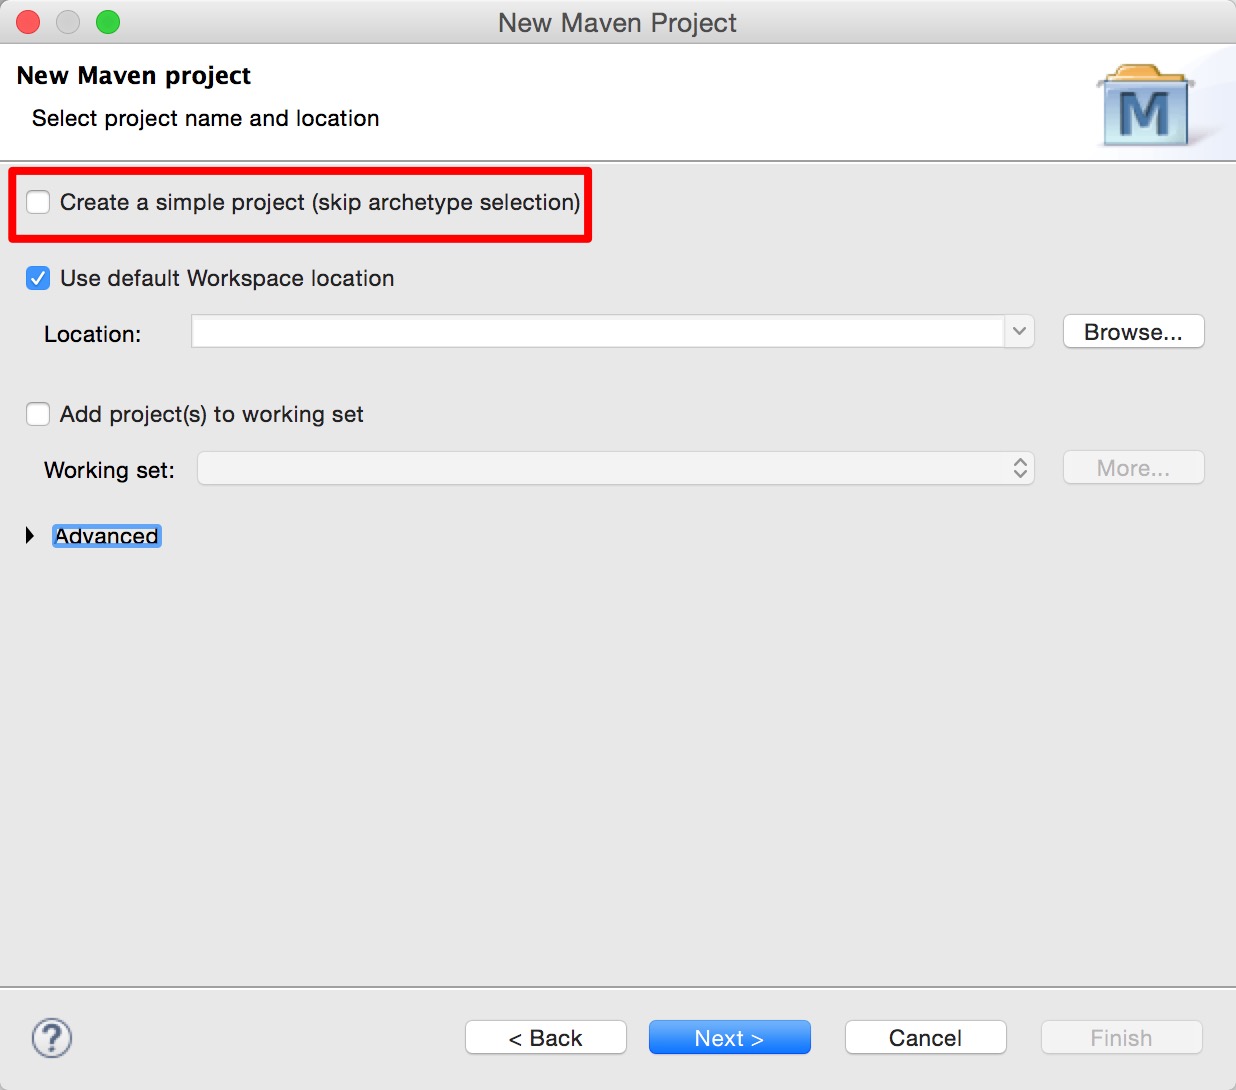 New Maven Project
New Maven project
Select project name and location
M
Create a simple project (skip archetype selection)
Use default Workspace location
Location:
Browse...
Add project(s) to working set
Working set:
More...
Advanced
?
< Back
Next >
Cancel
Finish